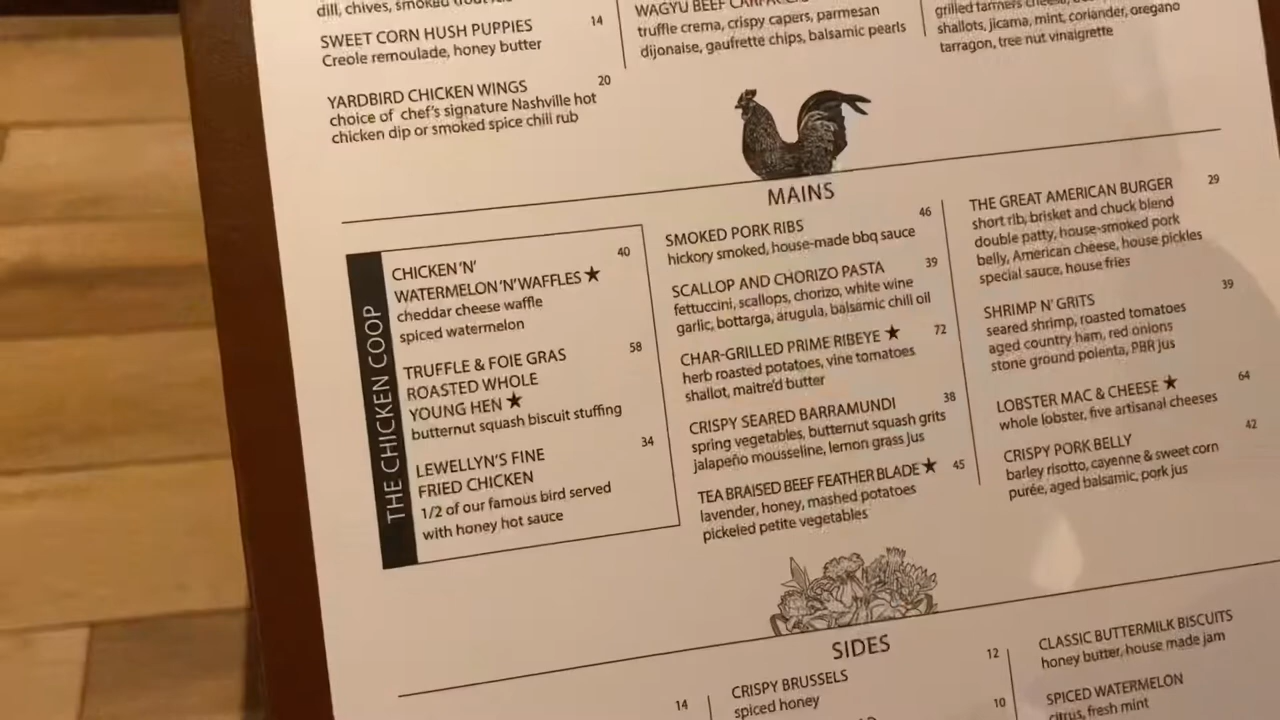 dill, chives, smoked
SWEET CORN HUSH PUPPIES 14
Creole remoulade, honey butter
YARDBIRD CHICKEN WINGS 20
choice of chef's signature Nashville hot
chicken dip or smoked spice chili rub
WAGYU BEEF
truffle crema, crispy capers, parmesan
dijonaise, gaufrette chips, balsamic pearls
grilled farmers cheese,
shallots, jicama, mint, coriander, oregano
tarragon, tree nut vinaigrette
MAINS
THE CHICKEN COOP
CHICKEN 'N' 40
WATERMELON 'N' WAFFLES ★
cheddar cheese waffle
spiced watermelon
TRUFFLE & FOIE GRAS 58
ROASTED WHOLE
YOUNG HEN ★
butternut squash biscuit stuffing
LEWELLYN'S FINE 34
FRIED CHICKEN
1/2 of our famous bird served
with honey hot sauce
SMOKED PORK RIBS 46
hickory smoked, house-made bbq sauce
SCALLOP AND CHORIZO PASTA 39
fettuccini, scallops, chorizo, white wine
garlic, bottarga, arugula, balsamic chili oil
CHAR-GRILLED PRIME RIBEYE ★ 72
herb roasted potatoes, vine tomatoes
shallot, maitre'd butter
CRISPY SEARED BARRAMUNDI 38
spring vegetables, butternut squash grits
jalapeño mousseline, lemon grass jus
TEA BRAISED BEEF FEATHER BLADE ★ 45
lavender, honey, mashed potatoes
pickeled petite vegetables
THE GREAT AMERICAN BURGER 29
short rib, brisket and chuck blend
double patty, house-smoked pork
belly, American cheese, house pickles
special sauce, house fries
SHRIMP N' GRITS 39
seared shrimp, roasted tomatoes
aged country ham, red onions
stone ground polenta, PBR jus
LOBSTER MAC & CHEESE ★ 64
whole lobster, five artisanal cheeses
CRISPY PORK BELLY 42
barley risotto, cayenne & sweet corn
purée, aged balsamic, pork jus
SIDES
14
CRISPY BRUSSELS 12
spiced honey
10
CLASSIC BUTTERMILK BISCUITS
honey butter, house made jam
SPICED WATERMELON
citrus, fresh mint